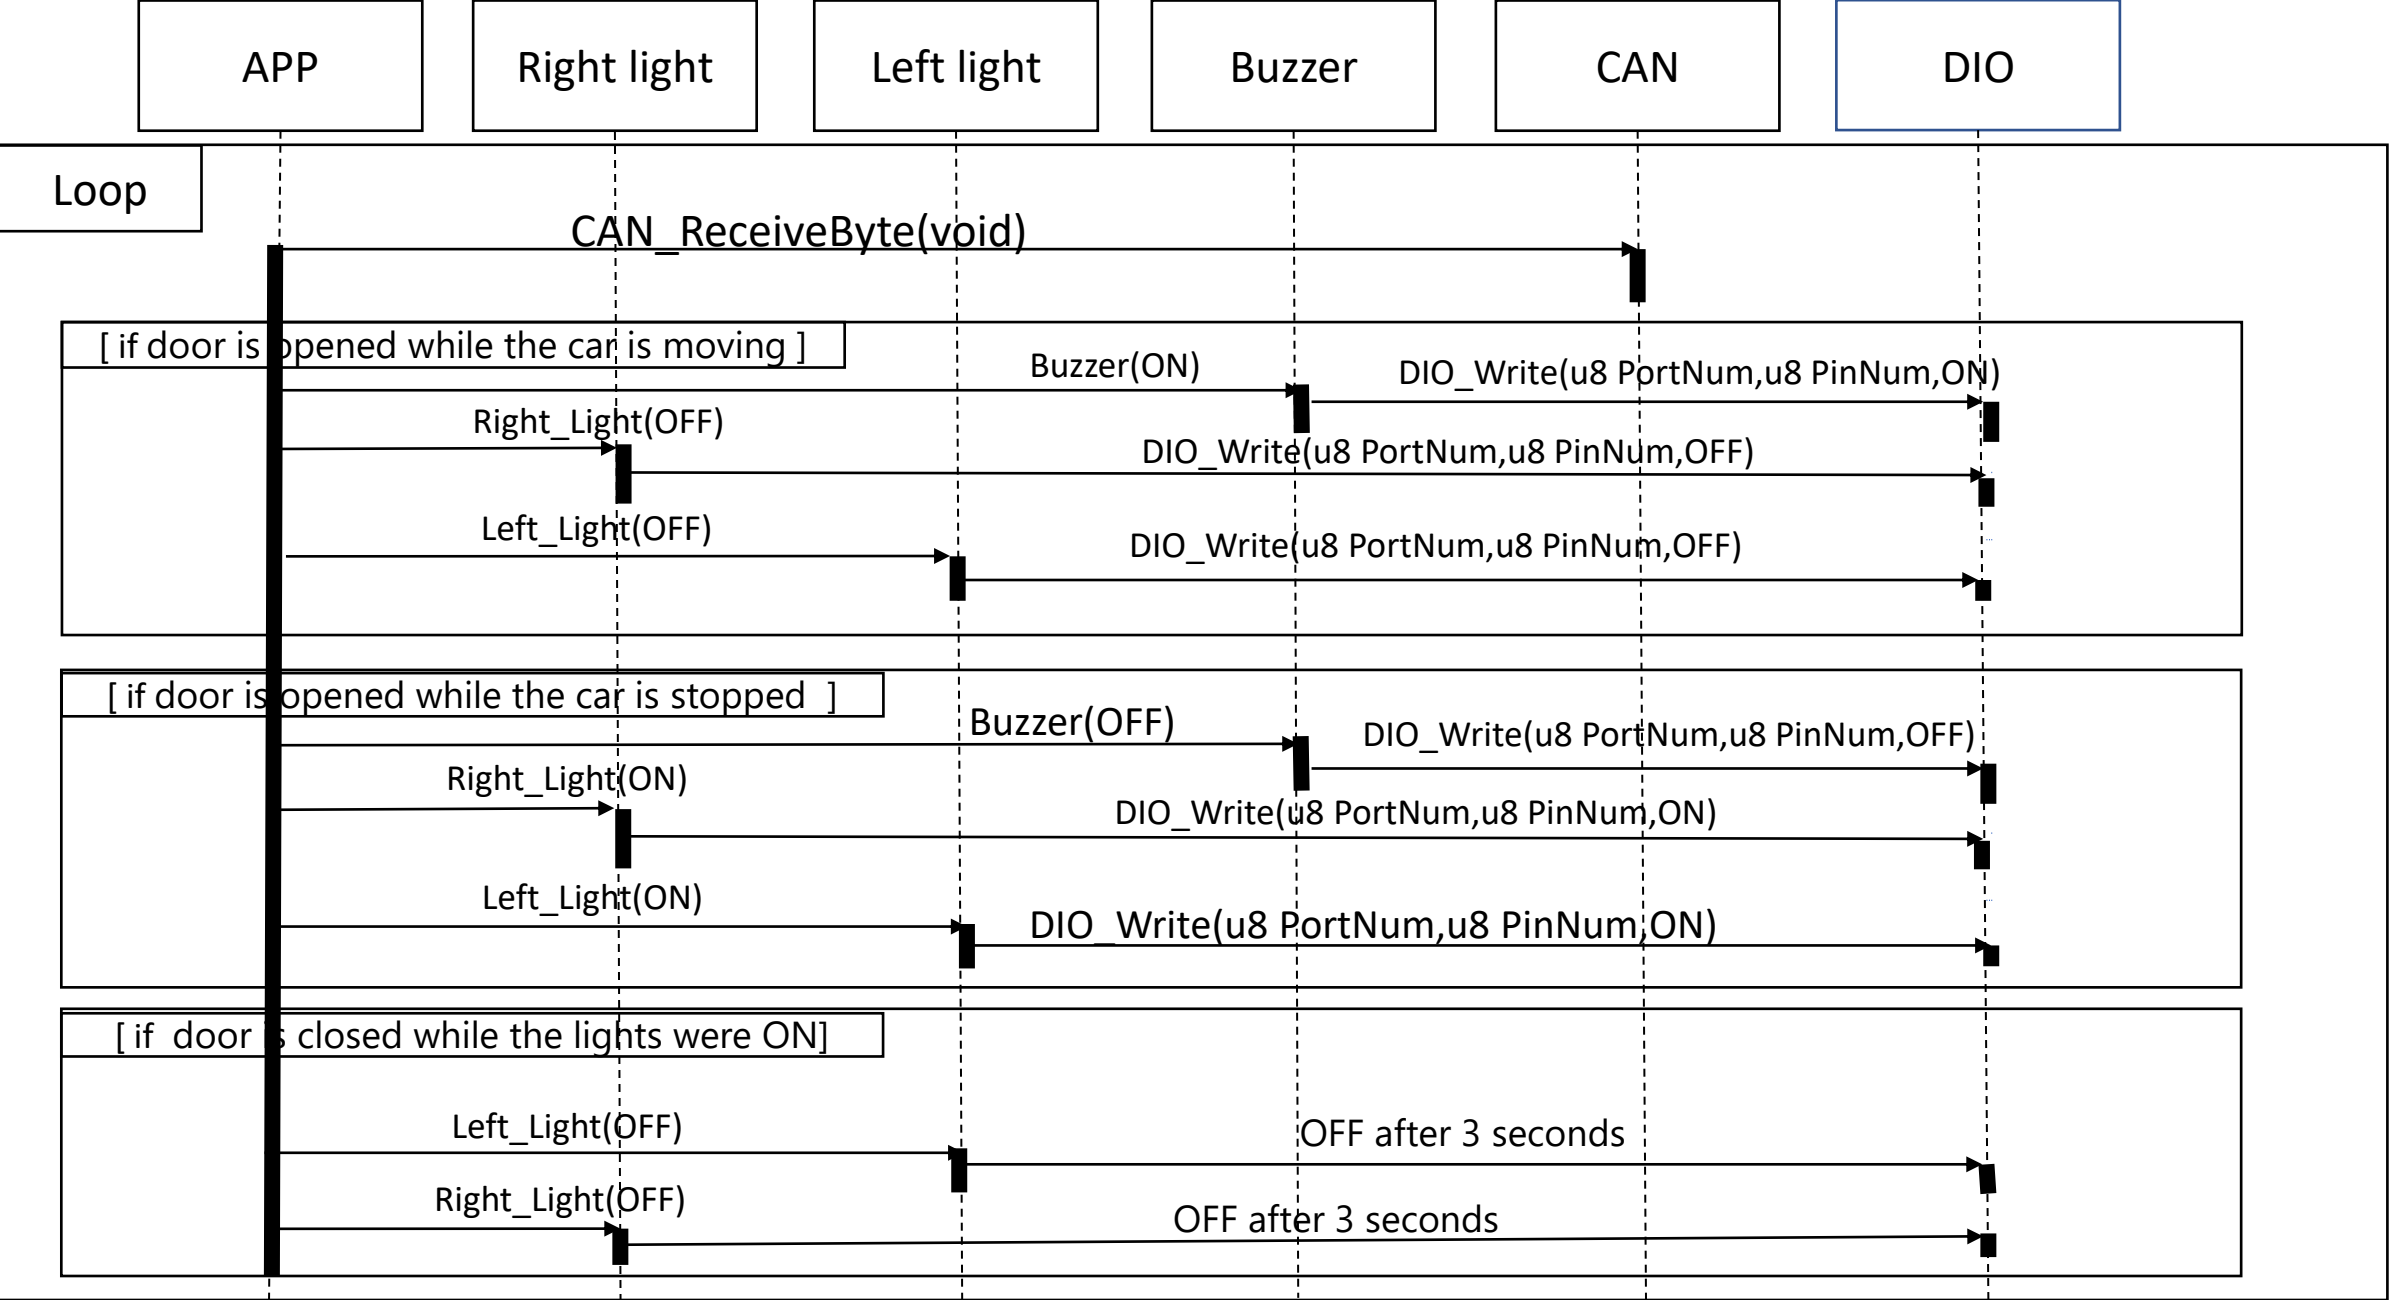 APP
Right light
Left light
Buzzer
CAN
DIO
Loop
CAN_ReceiveByte(void)
[ if door is opened while the car is moving ]
Buzzer(ON)
DIO_Write(u8 PortNum,u8 PinNum,ON)
Right_Light(OFF)
DIO_Write(u8 PortNum,u8 PinNum,OFF)
Left_Light(OFF)
DIO_Write(u8 PortNum,u8 PinNum,OFF)
[ if door is opened while the car is stopped ]
Buzzer(OFF)
DIO_Write(u8 PortNum,u8 PinNum,OFF)
Right_Light(ON)
DIO_Write(u8 PortNum,u8 PinNum,ON)
Left_Light(ON)
DIO_Write(u8 PortNum,u8 PinNum,ON)
[ if door is closed while the lights were ON]
Left_Light(OFF)
OFF after 3 seconds
Right_Light(OFF)
OFF after 3 seconds